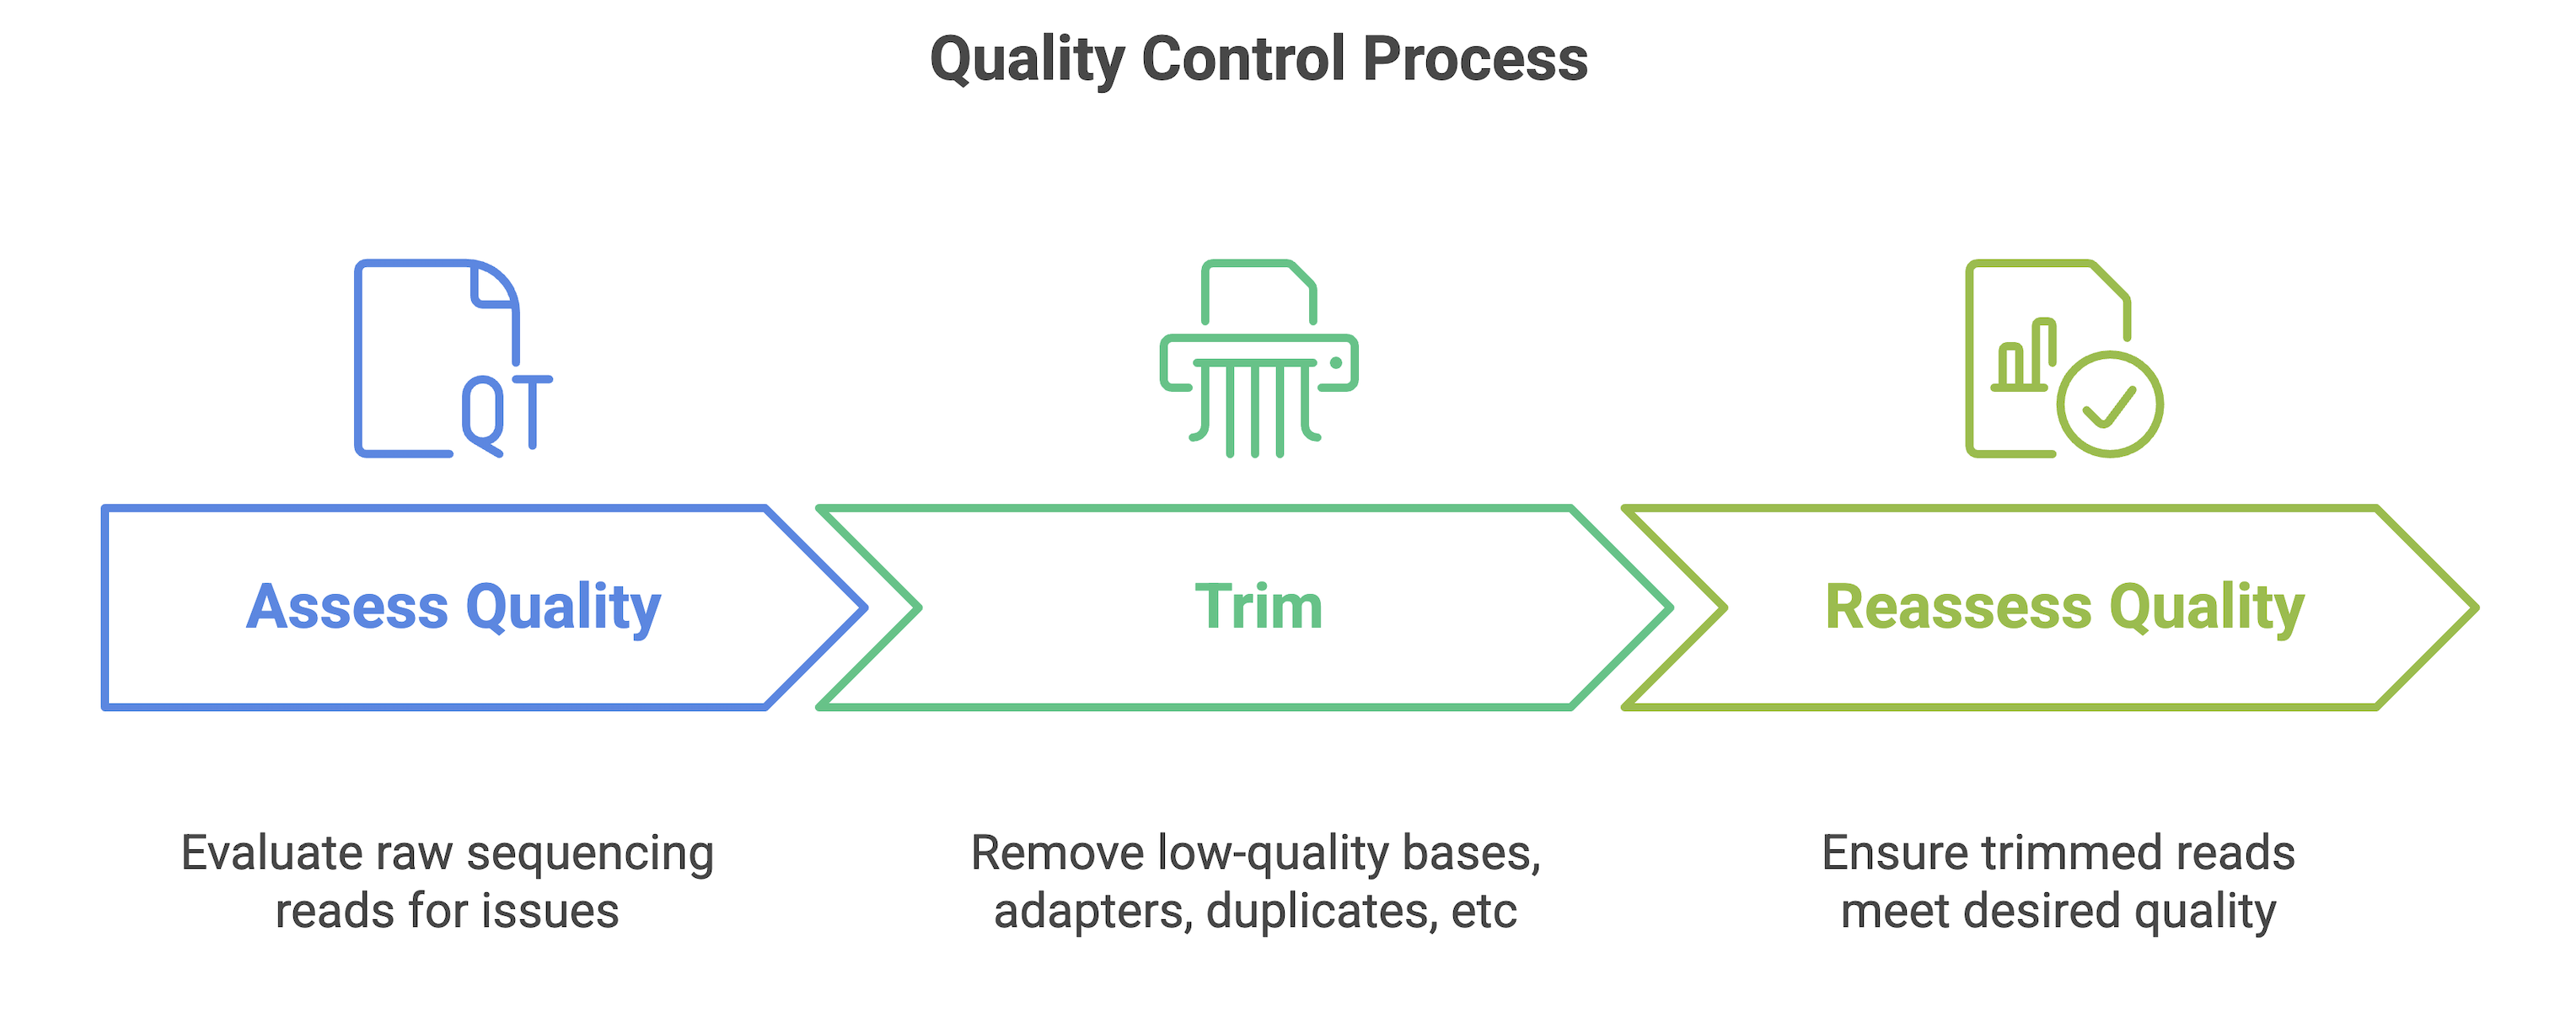 Quality Control Process
QT
Assess Quality
Trim
Reassess Quality
Evaluate raw sequencing
reads for issues
Remove low-quality bases,
adapters, duplicates, etc
Ensure trimmed reads
meet desired quality